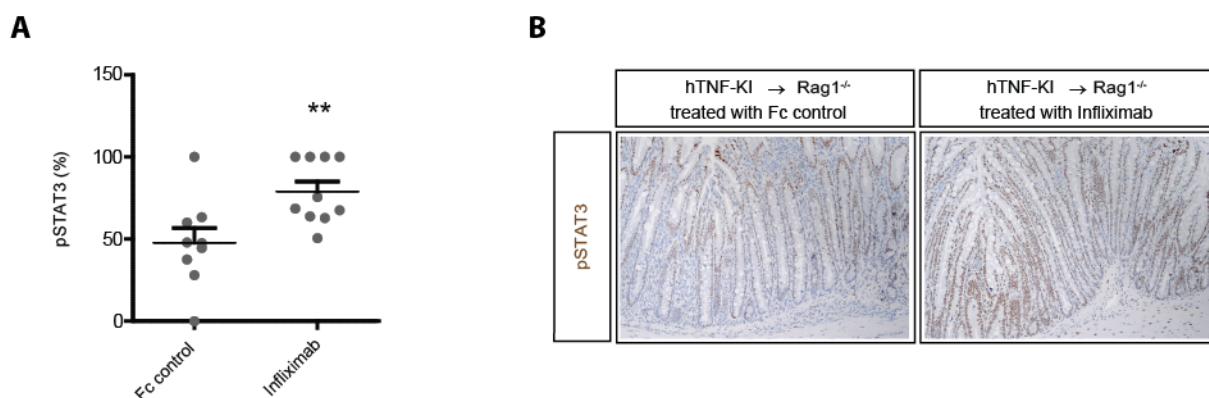 A
150
100
50
0
pSTAT3 (%)
**
Fc control
Infliximab
B
hTNF-KI → Rag1-/-
treated with Fc control
hTNF-KI → Rag1-/-
treated with Infliximab
pSTAT3